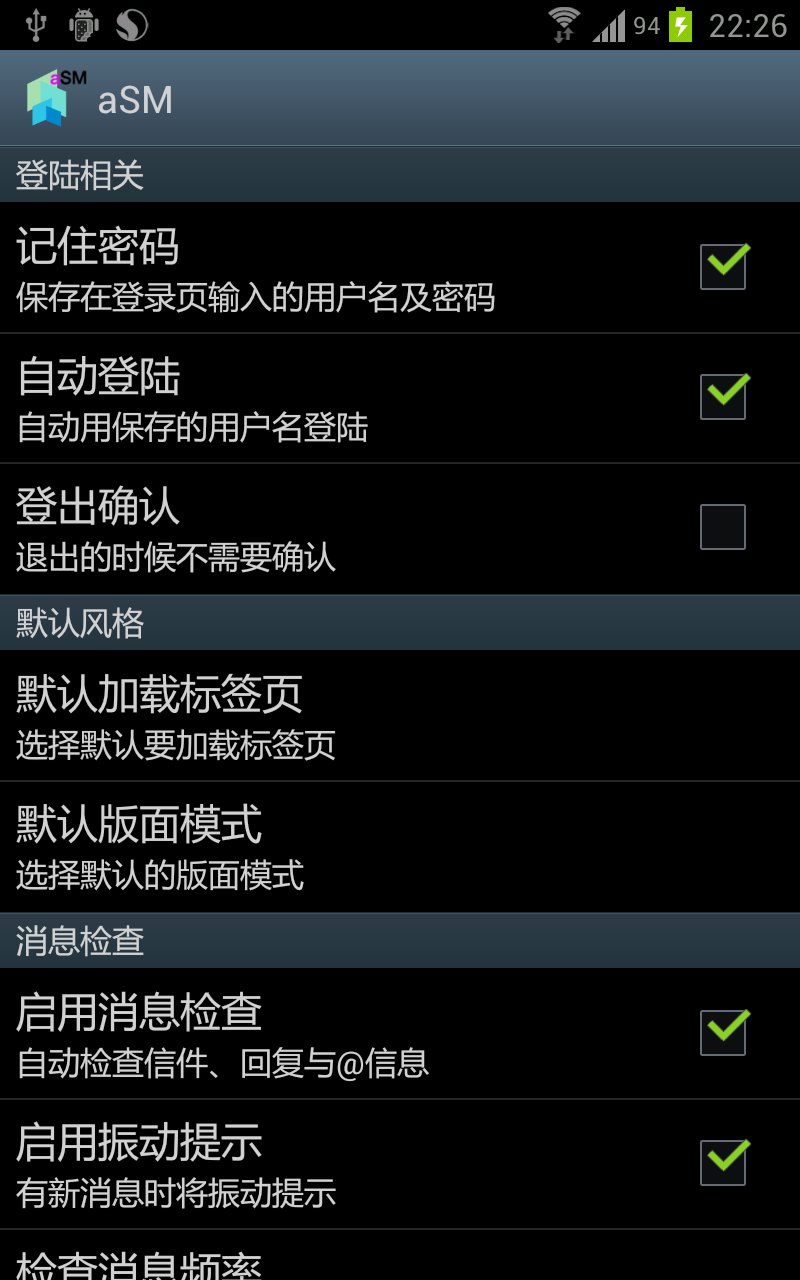 94
22:26
aSM
aSM
登陆相关
记住密码
保存在登录页输入的用户名及密码
自动登陆
自动用保存的用户名登陆
登出确认
退出的时候不需要确认
默认风格
默认加载标签页
选择默认要加载标签页
默认版面模式
选择默认的版面模式
消息检查
启用消息检查
自动检查信件、回复与@信息
启用振动提示
有新消息时将振动提示
检查消息频率